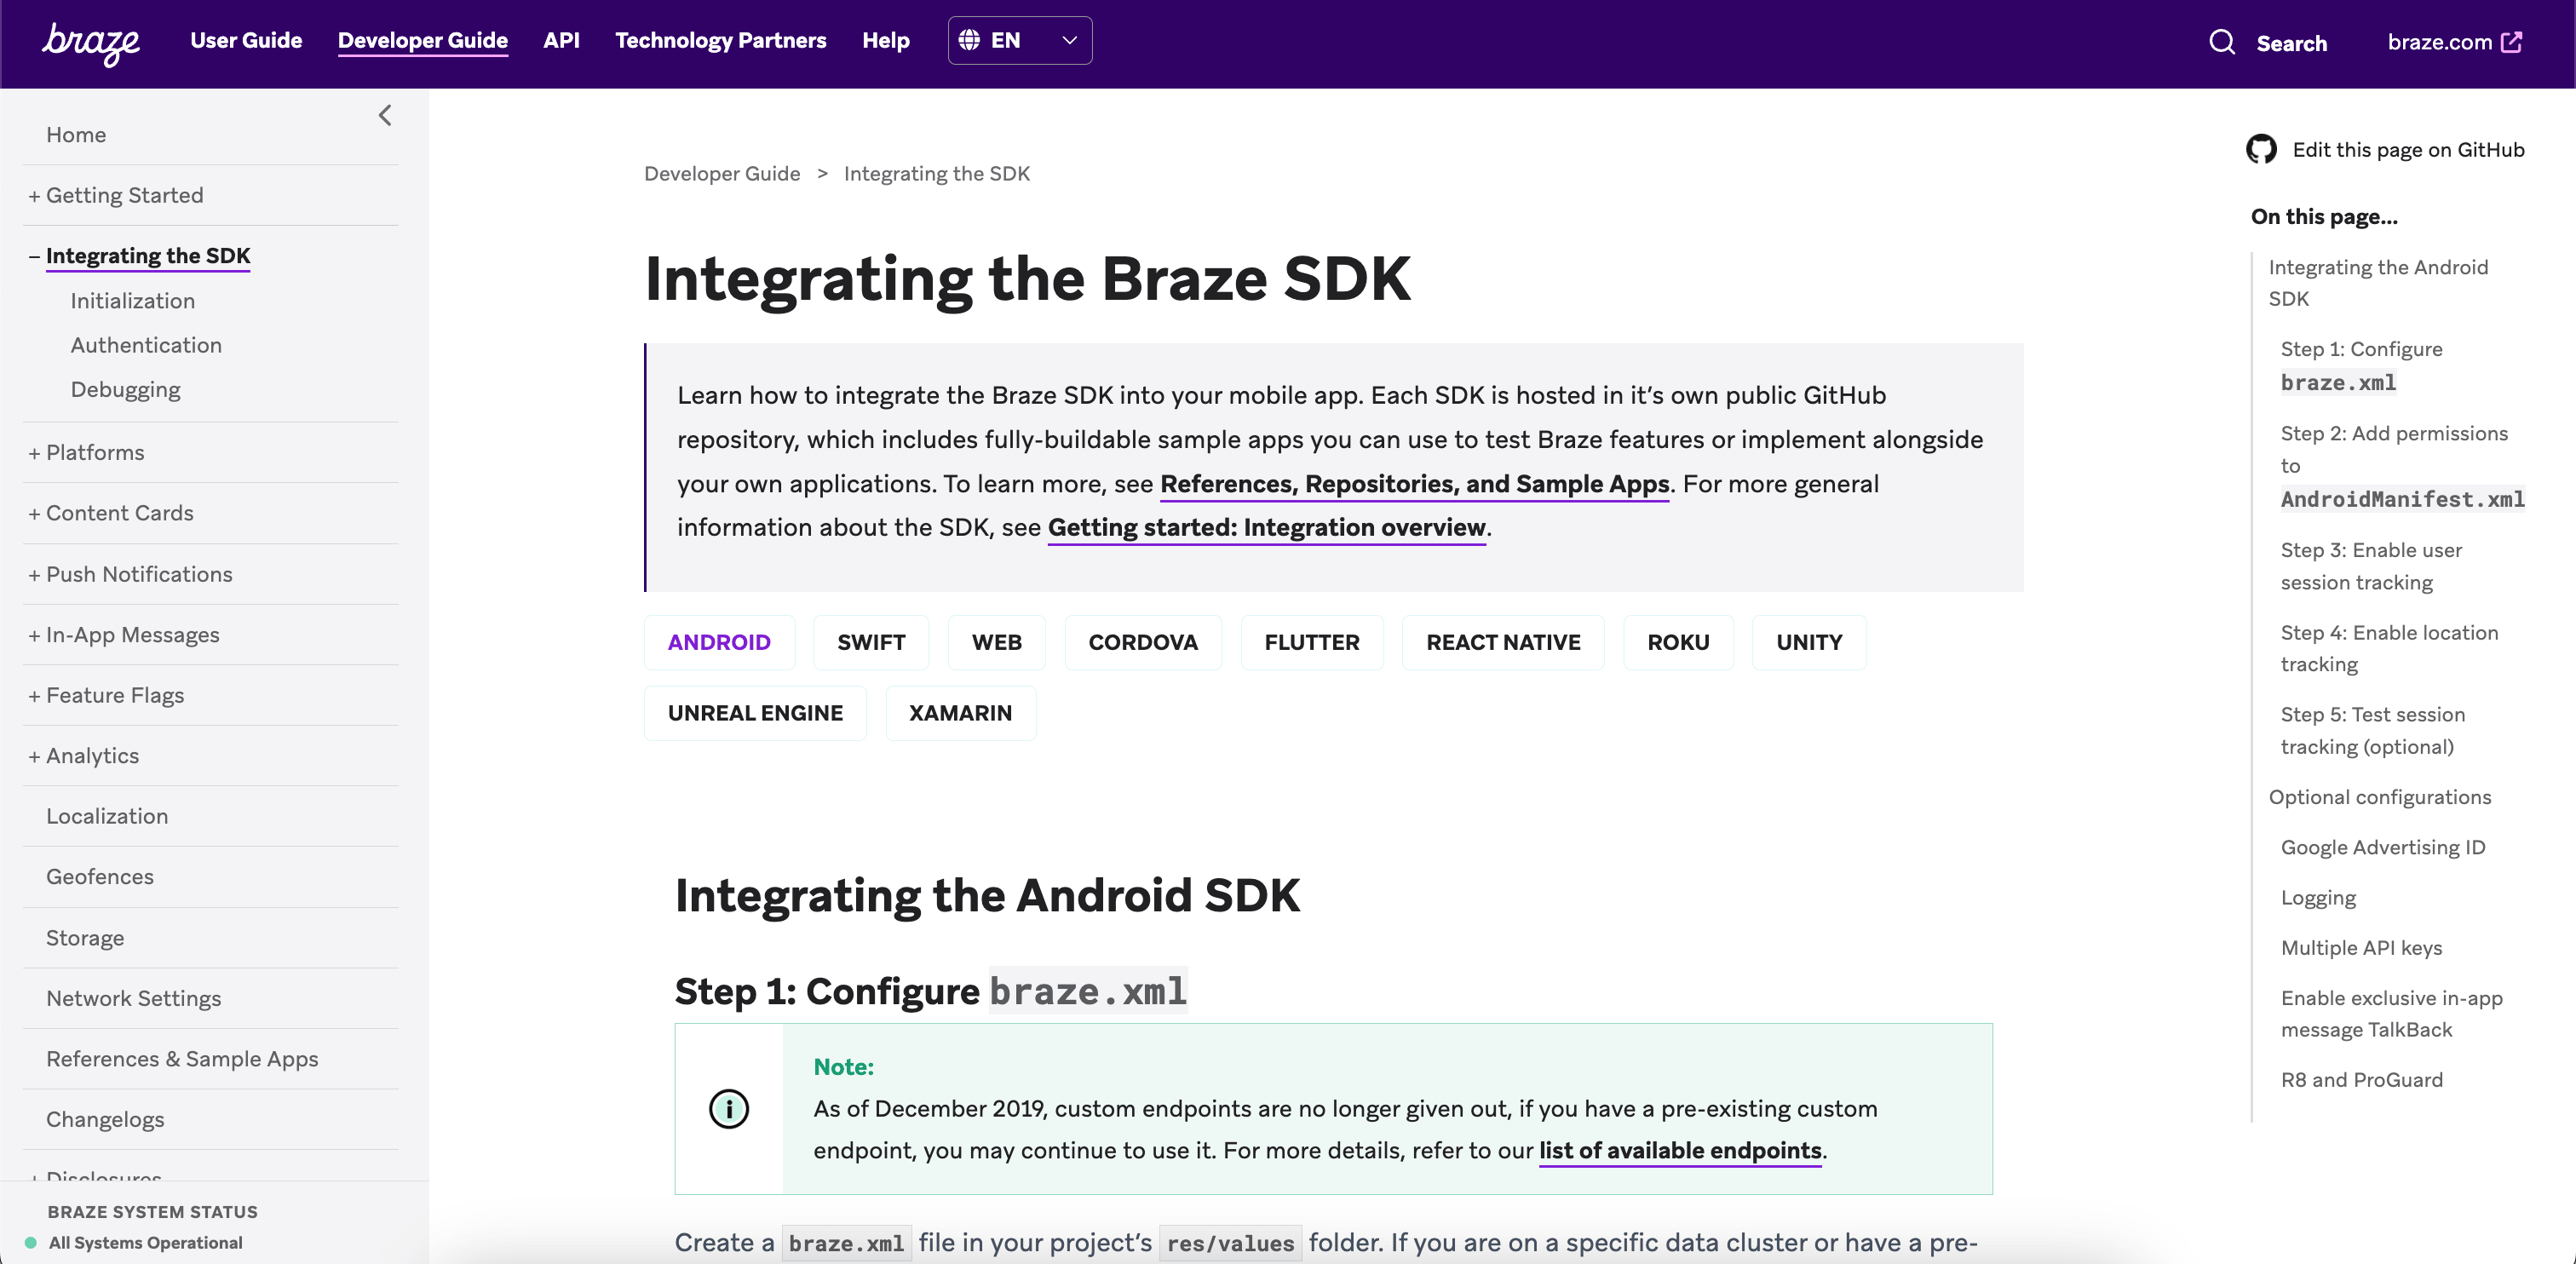 braze
User Guide
Developer Guide
API
Technology Partners
Help
EN
Search
braze.com
Home
+ Getting Started
– Integrating the SDK
Initialization
Authentication
Debugging
+ Platforms
+ Content Cards
+ Push Notifications
+ In-App Messages
+ Feature Flags
+ Analytics
Localization
Geofences
Storage
Network Settings
References & Sample Apps
Changelogs
+ Disclosures
BRAZE SYSTEM STATUS
All Systems Operational
Developer Guide > Integrating the SDK
Integrating the Braze SDK
Learn how to integrate the Braze SDK into your mobile app. Each SDK is hosted in it’s own public GitHub
repository, which includes fully-buildable sample apps you can use to test Braze features or implement alongside
your own applications. To learn more, see References, Repositories, and Sample Apps. For more general
information about the SDK, see Getting started: Integration overview.
ANDROID
SWIFT
WEB
CORDOVA
FLUTTER
REACT NATIVE
ROKU
UNITY
UNREAL ENGINE
XAMARIN
Integrating the Android SDK
Step 1: Configure braze.xml
Note:
As of December 2019, custom endpoints are no longer given out, if you have a pre-existing custom
endpoint, you may continue to use it. For more details, refer to our list of available endpoints.
Create a braze.xml file in your project’s res/values folder. If you are on a specific data cluster or have a pre-
Edit this page on GitHub
On this page...
Integrating the Android
SDK
Step 1: Configure
braze.xml
Step 2: Add permissions
to
AndroidManifest.xml
Step 3: Enable user
session tracking
Step 4: Enable location
tracking
Step 5: Test session
tracking (optional)
Optional configurations
Google Advertising ID
Logging
Multiple API keys
Enable exclusive in-app
message TalkBack
R8 and ProGuard